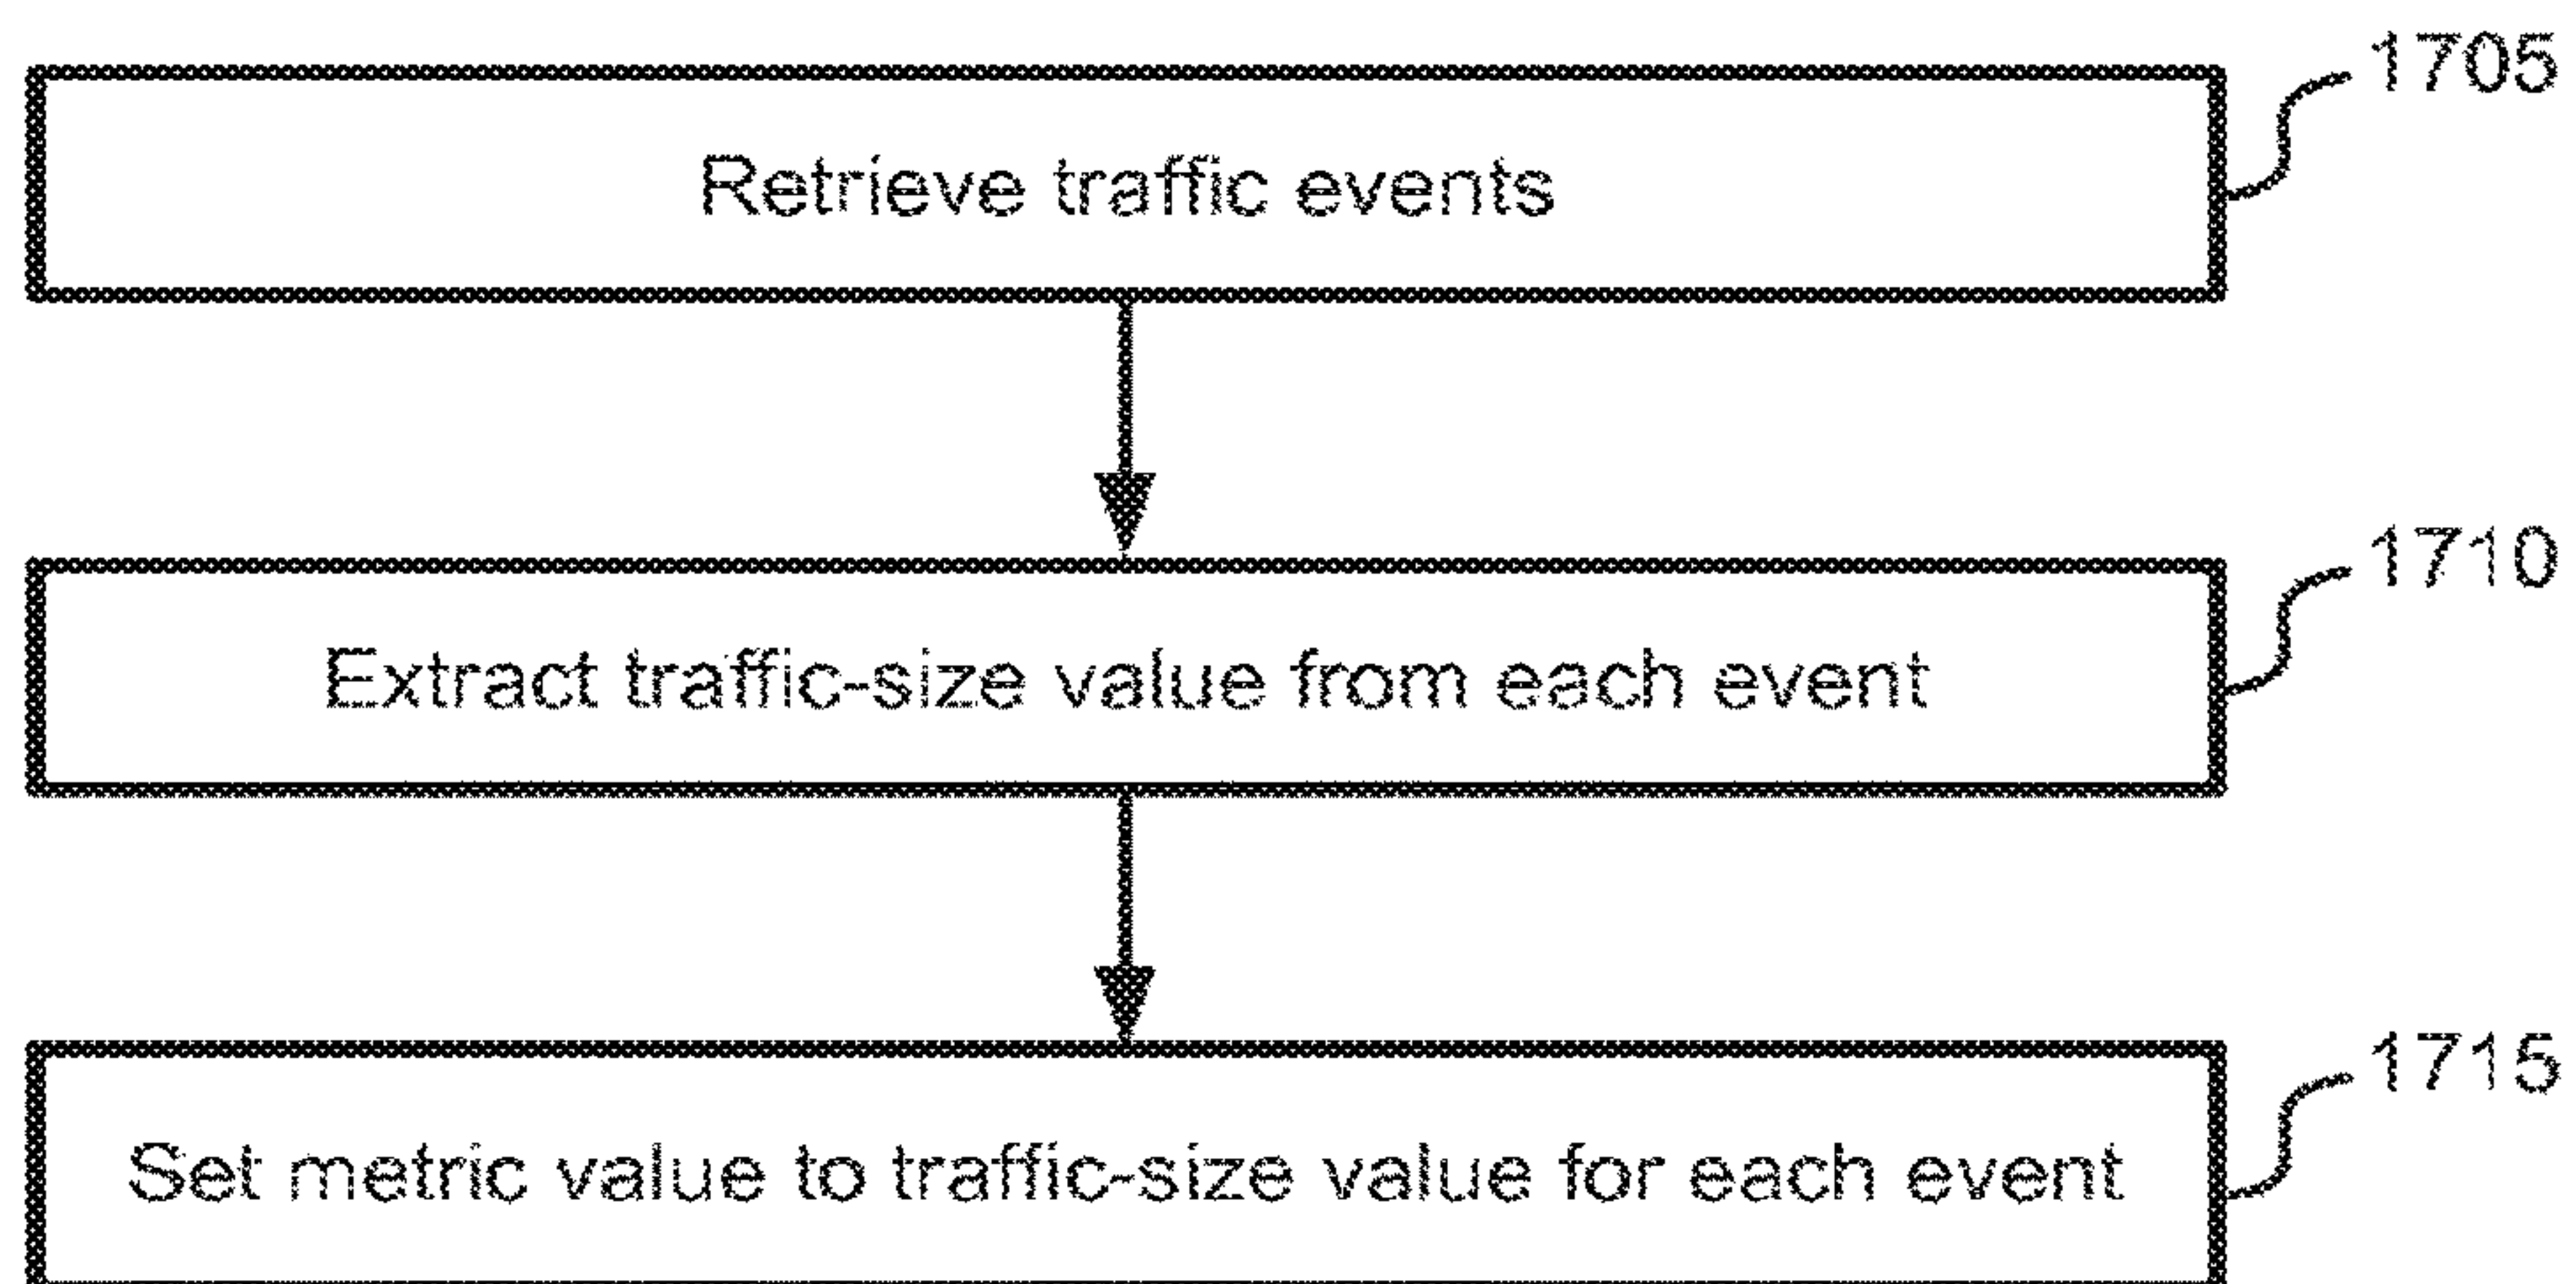 1705
Retrieve traffic events
1710
Extract traffic-size value from each event
1715
Set metric value to traffic-size value for each event